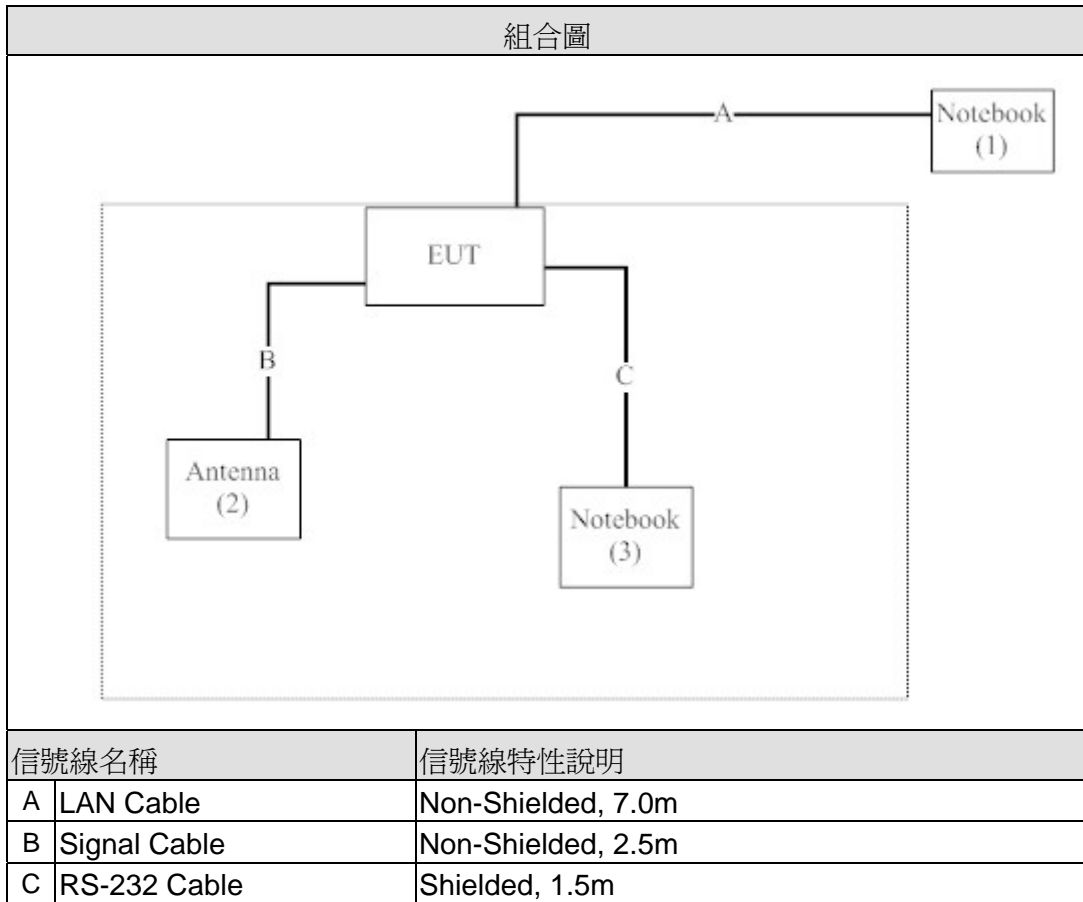 組合圖
A
Notebook
(1)
EUT
B
C
Antenna
(2)
Notebook
(3)
信號線名稱 信號線特性說明
A LAN Cable Non-Shielded, 7.0m
B Signal Cable Non-Shielded, 2.5m
C RS-232 Cable Shielded, 1.5m